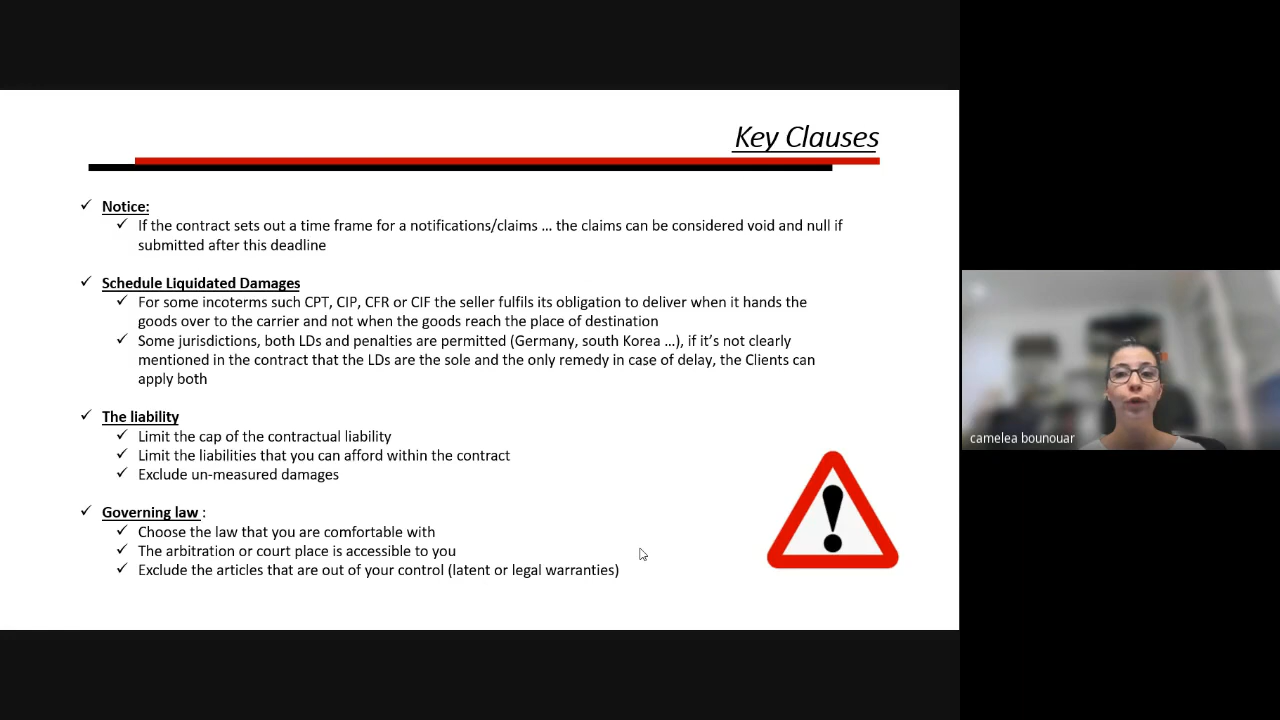 Key Clauses
✓ Notice:
✓ If the contract sets out a time frame for a notifications/claims ... the claims can be considered void and null if
submitted after this deadline
✓ Schedule Liquidated Damages
✓ For some incoterms such CPT, CIP, CFR or CIF the seller fulfils its obligation to deliver when it hands the
goods over to the carrier and not when the goods reach the place of destination
✓ Some jurisdictions, both LDs and penalties are permitted (Germany, south Korea ...), if it's not clearly
mentioned in the contract that the LDs are the sole and the only remedy in case of delay, the Clients can
apply both
✓ The liability
✓ Limit the cap of the contractual liability
✓ Limit the liabilities that you can afford within the contract
✓ Exclude un-measured damages
✓ Governing law :
✓ Choose the law that you are comfortable with
✓ The arbitration or court place is accessible to you
✓ Exclude the articles that are out of your control (latent or legal warranties)
camelea bounouar